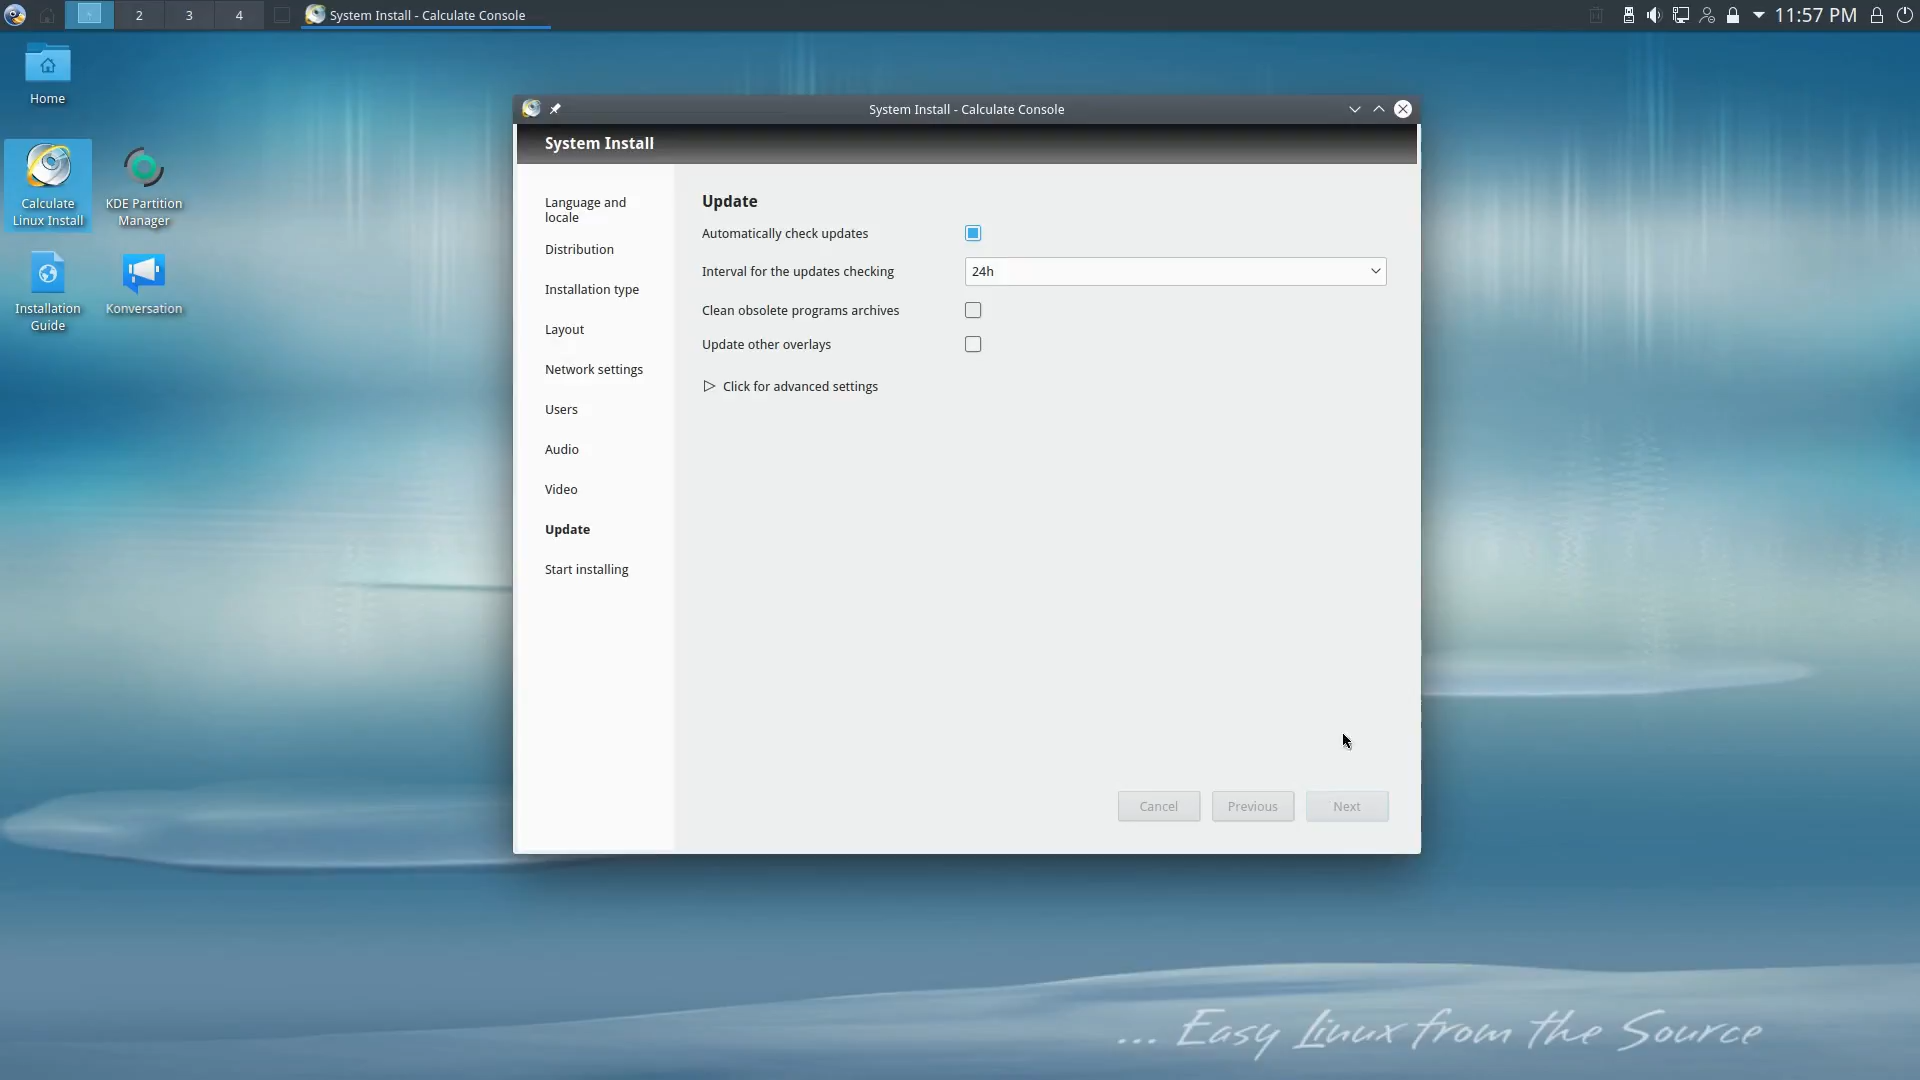 2
3
4
System Install - Calculate Console
11:57 PM
Home
Calculate
Linux Install
KDE Partition
Manager
Installation
Guide
Konversation
System Install - Calculate Console
System Install
Language and
locale
Distribution
Installation type
Layout
Network settings
Users
Audio
Video
Update
Start installing
Update
Automatically check updates
Interval for the updates checking
24h
Clean obsolete programs archives
Update other overlays
Click for advanced settings
Cancel
Previous
Next
... Easy Linux from the Source